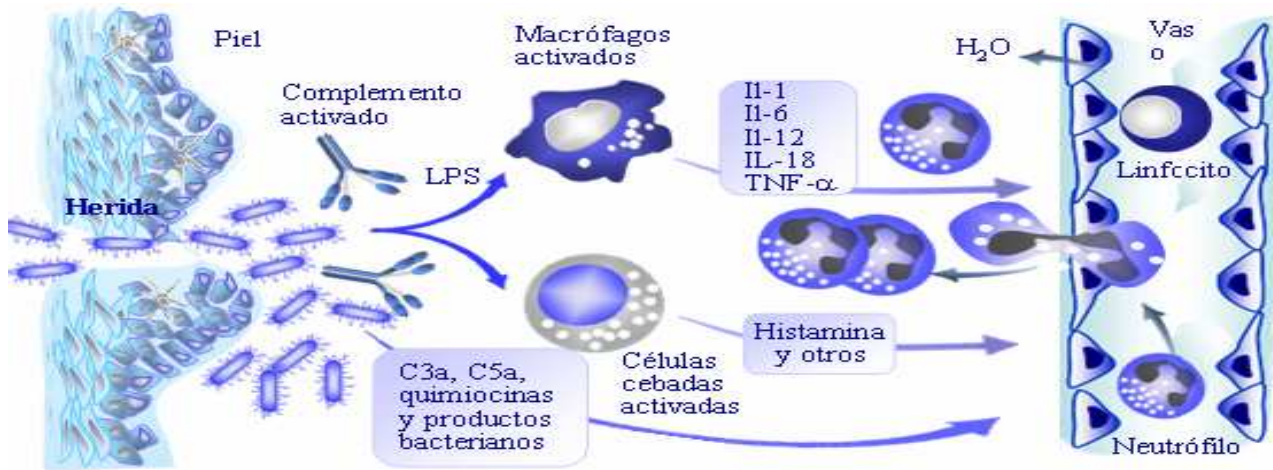 Piel
Herida
Complemento
activado
LPS
Macrófagos
activados
Il-1
Il-6
Il-12
IL-18
TNF-α
H₂O
Vas
o
Linfccito
Histamina
y otros
Células
cebadas
activadas
C3a, C5a,
quimiocinas
y productos
bacterianos
Neutrófilo